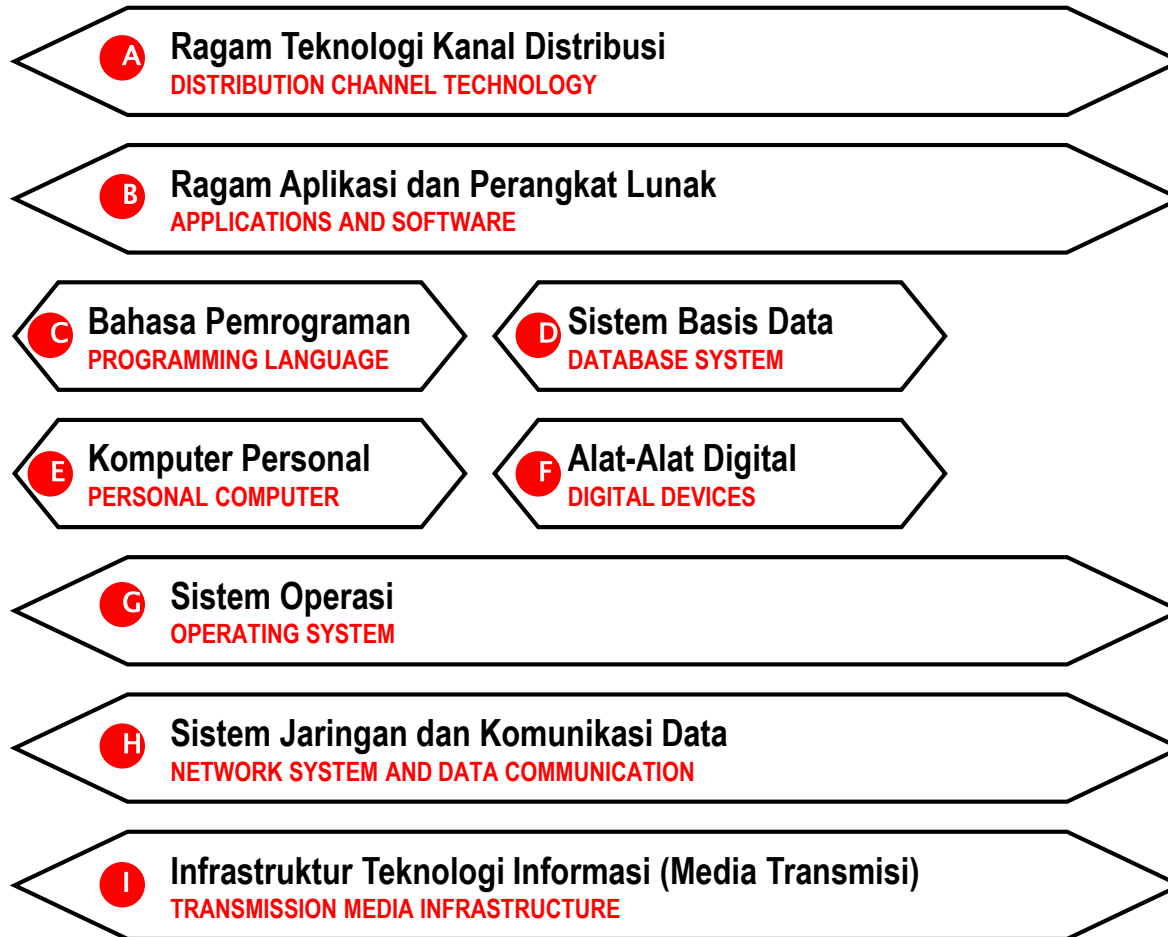 A
Ragam Teknologi Kanal Distribusi
DISTRIBUTION CHANNEL TECHNOLOGY
B
Ragam Aplikasi dan Perangkat Lunak
APPLICATIONS AND SOFTWARE
C
Bahasa Pemrograman
PROGRAMMING LANGUAGE
D
Sistem Basis Data
DATABASE SYSTEM
E
Komputer Personal
PERSONAL COMPUTER
F
Alat-Alat Digital
DIGITAL DEVICES
G
Sistem Operasi
OPERATING SYSTEM
H
Sistem Jaringan dan Komunikasi Data
NETWORK SYSTEM AND DATA COMMUNICATION
I
Infrastruktur Teknologi Informasi (Media Transmisi)
TRANSMISSION MEDIA INFRASTRUCTURE